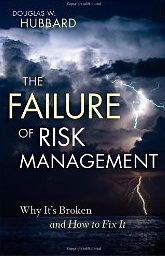 DOUGLAS W.
HUBBARD
THE
FAILURE
OF RISK
MANAGEMENT
Why It's Broken
and How to Fix It